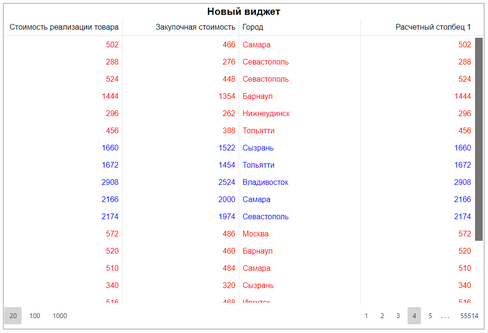 Новый виджет
Стоимость реализации товара Закупочная стоимость Город Расчетный столбец 1
502 466 Самара 502
288 276 Севастополь 288
524 448 Севастополь 524
1444 1354 Барнаул 1444
296 262 Нижнеудинск 296
456 388 Тольятти 456
1660 1522 Сызрань 1660
1672 1454 Тольятти 1672
2908 2524 Владивосток 2908
2166 2000 Самара 2166
2174 1974 Севастополь 2174
572 486 Москва 572
520 460 Барнаул 520
510 484 Самара 510
340 320 Сызрань 340
516 468 Иркутск 516
20 100 1000 1 2 3 4 5 ... 55514